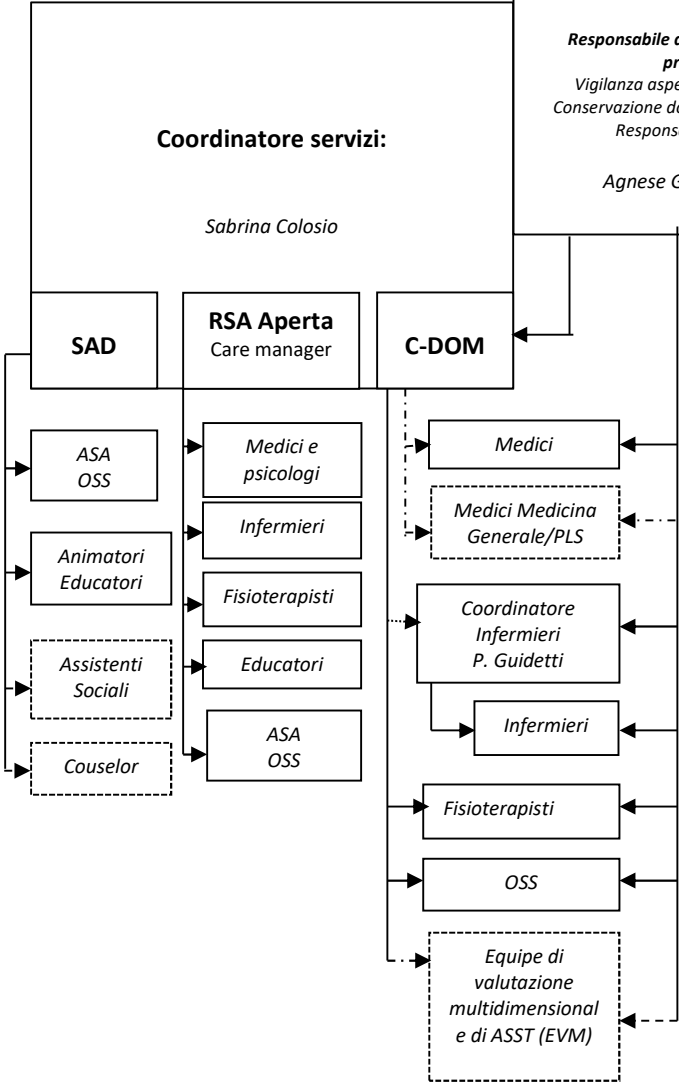 Responsabile
Vigilanza
Conservazione
Agnese
Coordinatore servizi:
Sabrina Colosio
SAD
RSA Aperta
Care manager
C-DOM
ASA
OSS
Animatori
Educatori
Assistenti
Sociali
Couselor
Medici e
psicologi
Infermieri
Fisioterapisti
Educatori
ASA
OSS
Medici
Medici Medicina
Generale/PLS
Coordinatore
Infermieri
P. Guidetti
Infermieri
Fisioterapisti
OSS
Equipe di
valutazione
multidimensional
e di ASST (EVM)